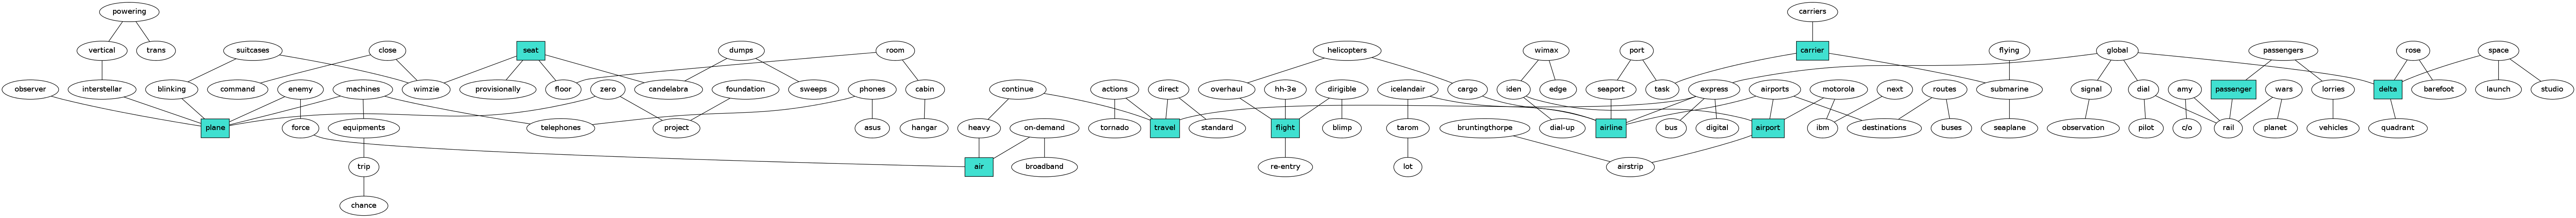 powering carriers
vertical trans suitcases close seat dumps room helicopters wimax port carrier flying global passengers rose space
observer interstellar blinking command enemy machines wimzie provisionally floor zero candelabra foundation sweeps phones cabin continue actions direct overhaul hh-3e dirigible icelandair cargo iden edge seaport task express airports motorola next routes submarine signal dial amy passenger wars lorries delta barefoot launch studio
plane force equipments telephones project asus hangar heavy on-demand tornado travel standard flight blimp tarom bruntingthorpe dial-up airline bus digital airport ibm destinations buses seaplane observation pilot c/o rail planet vehicles quadrant
trip air broadband re-entry lot airstrip
chance